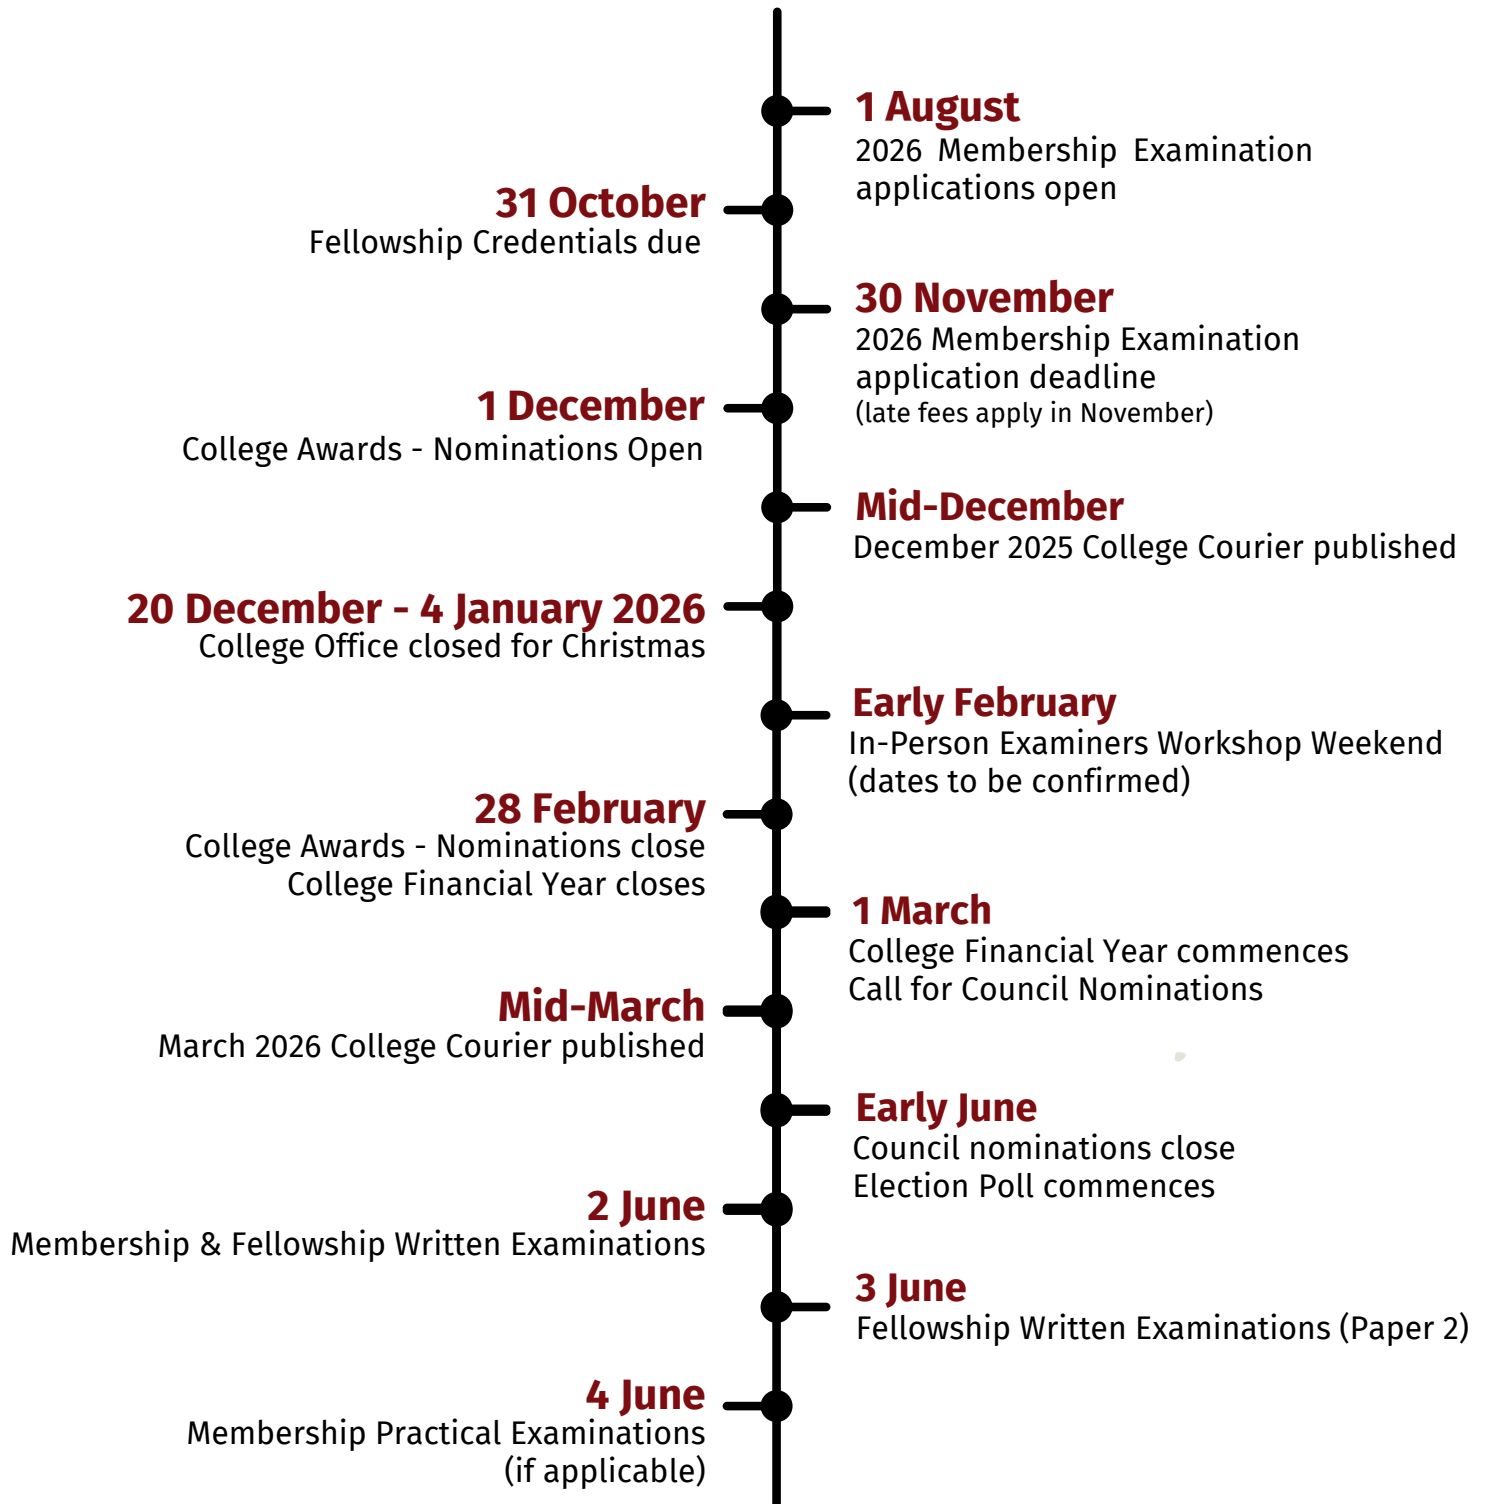 1 August
2026 Membership Examination
applications open
31 October
Fellowship Credentials due
30 November
2026 Membership Examination
application deadline
(late fees apply in November)
1 December
College Awards - Nominations Open
Mid-December
December 2025 College Courier published
20 December - 4 January 2026
College Office closed for Christmas
Early February
In-Person Examiners Workshop Weekend
(dates to be confirmed)
28 February
College Awards - Nominations close
College Financial Year closes
1 March
College Financial Year commences
Call for Council Nominations
Mid-March
March 2026 College Courier published
Early June
Council nominations close
Election Poll commences
2 June
Membership & Fellowship Written Examinations
3 June
Fellowship Written Examinations (Paper 2)
4 June
Membership Practical Examinations
(if applicable)